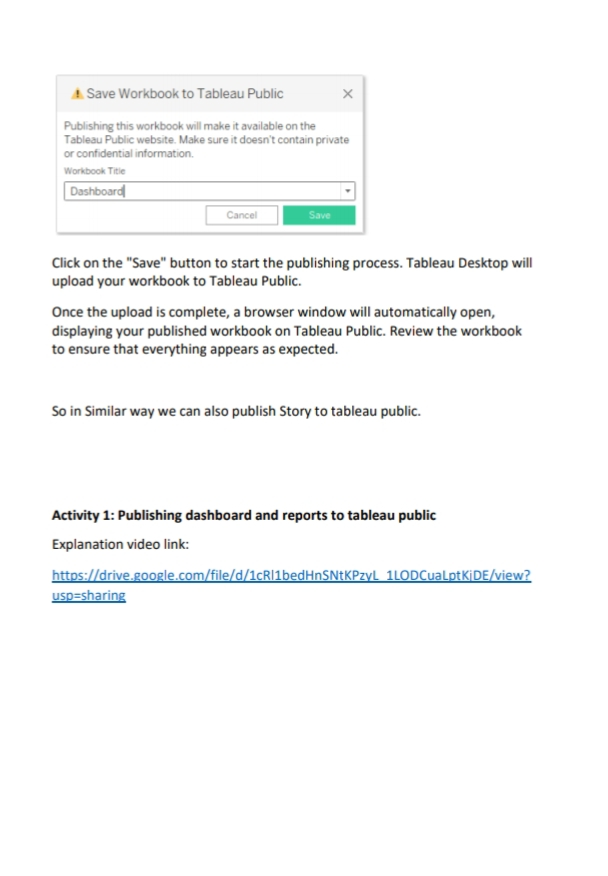 Save Workbook to Tableau Public
Publishing this workbook will make it available on the
Tableau Public website. Make sure it doesn't contain private
or confidential information.
Workbook Title
Dashboard
Cancel Save
Click on the "Save" button to start the publishing process. Tableau Desktop will
upload your workbook to Tableau Public.
Once the upload is complete, a browser window will automatically open,
displaying your published workbook on Tableau Public. Review the workbook
to ensure that everything appears as expected.
So in Similar way we can also publish Story to tableau public.
Activity 1: Publishing dashboard and reports to tableau public
Explanation video link:
https://drive.google.com/file/d/1cRl1bedHnSNtKPzyL_1LODCuaLptKjDE/view?
usp=sharing